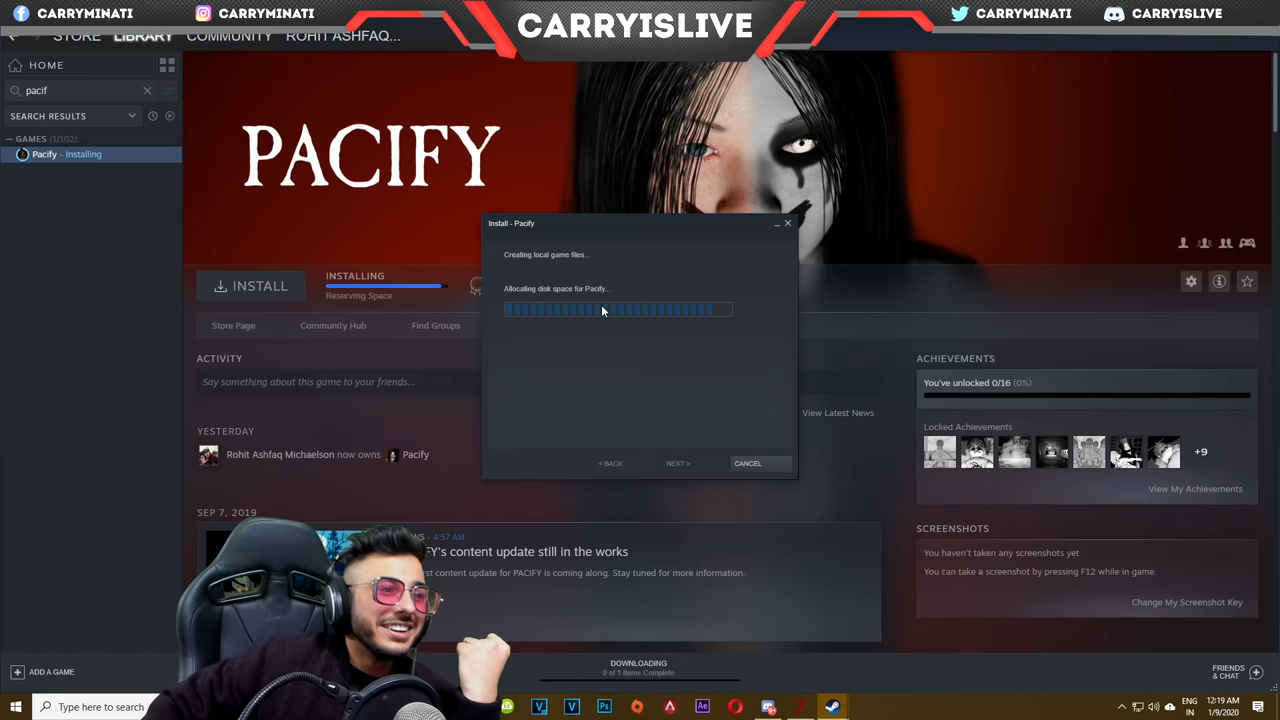 CARRYMINATI
CARRYMINATI
CARRYISLIVE
CARRYMINATI
CARRYISLIVE
STORE LIBRARY COMMUNITY ROHIT ASHFAQ...
HOME
pacif
SEARCH RESULTS
GAMES (1/102)
Pacify - Installing
PACIFY
Install - Pacify
Creating local game files...
Allocating disk space for Pacify...
< BACK
NEXT >
CANCEL
INSTALL
INSTALLING
Reserving Space
Store Page
Community Hub
Find Groups
ACTIVITY
Say something about this game to your friends...
View Latest News
YESTERDAY
Rohit Ashfaq Michaelson now owns Pacify
SEP 7, 2019
WS - 4:57 AM
FY's content update still in the works
rst content update for PACIFY is coming along. Stay tuned for more information.
ACHIEVEMENTS
You've unlocked 0/16 (0%)
Locked Achievements
+9
View My Achievements
SCREENSHOTS
You haven't taken any screenshots yet
You can take a screenshot by pressing F12 while in game.
Change My Screenshot Key
ADD A GAME
DOWNLOADING
0 of 1 Items Complete
FRIENDS
& CHAT
Type here to search
V
V
Ps
Ae
ENG
IN
12:19 AM
1/9/2020